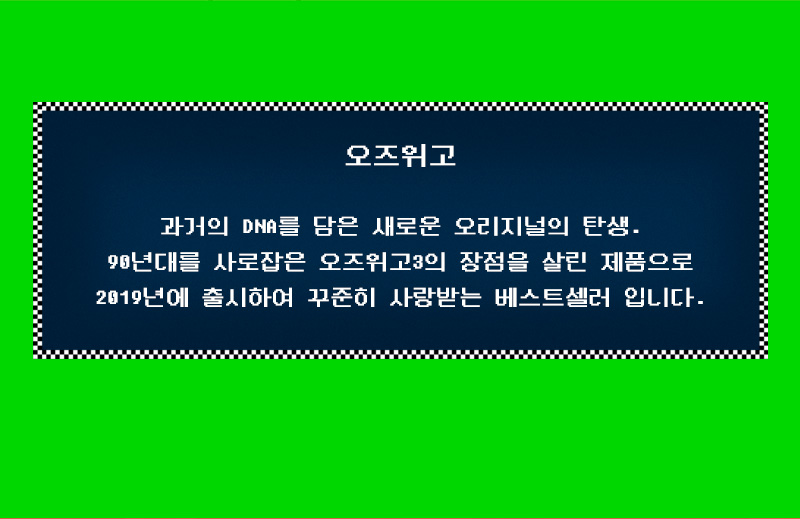 오즈위고
과거의 DNA를 담은 새로운 오리지널의 탄생.
90년대를 사로잡은 오즈위고3의 장점을 살린 제품으로
2019년에 출시하여 꾸준히 사랑받는 베스트셀러 입니다.